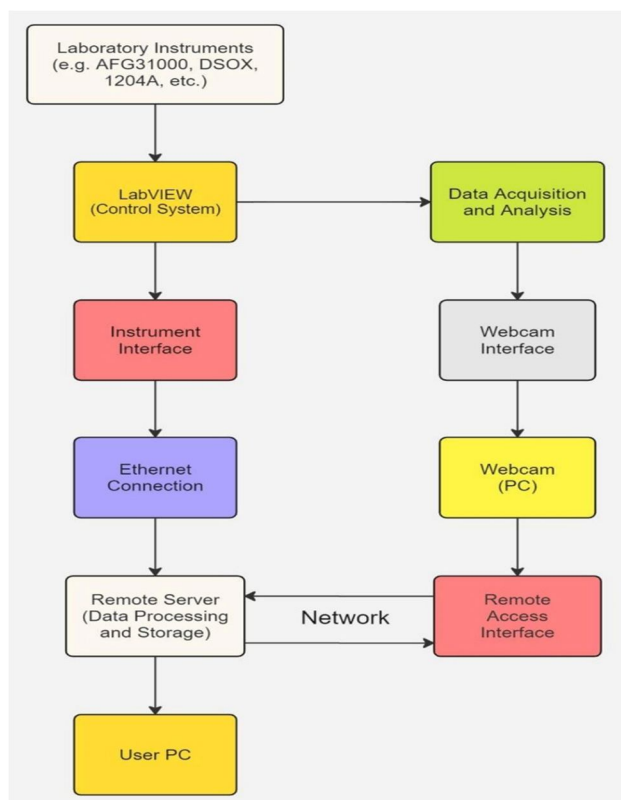 Laboratory Instruments
(e.g. AFG31000, DSOX,
1204A, etc.)
LabVIEW
(Control System)
Data Acquisition
and Analysis
Instrument
Interface
Webcam
Interface
Ethernet
Connection
Webcam
(PC)
Remote Server
(Data Processing
and Storage)
Network
Remote
Access
Interface
User PC